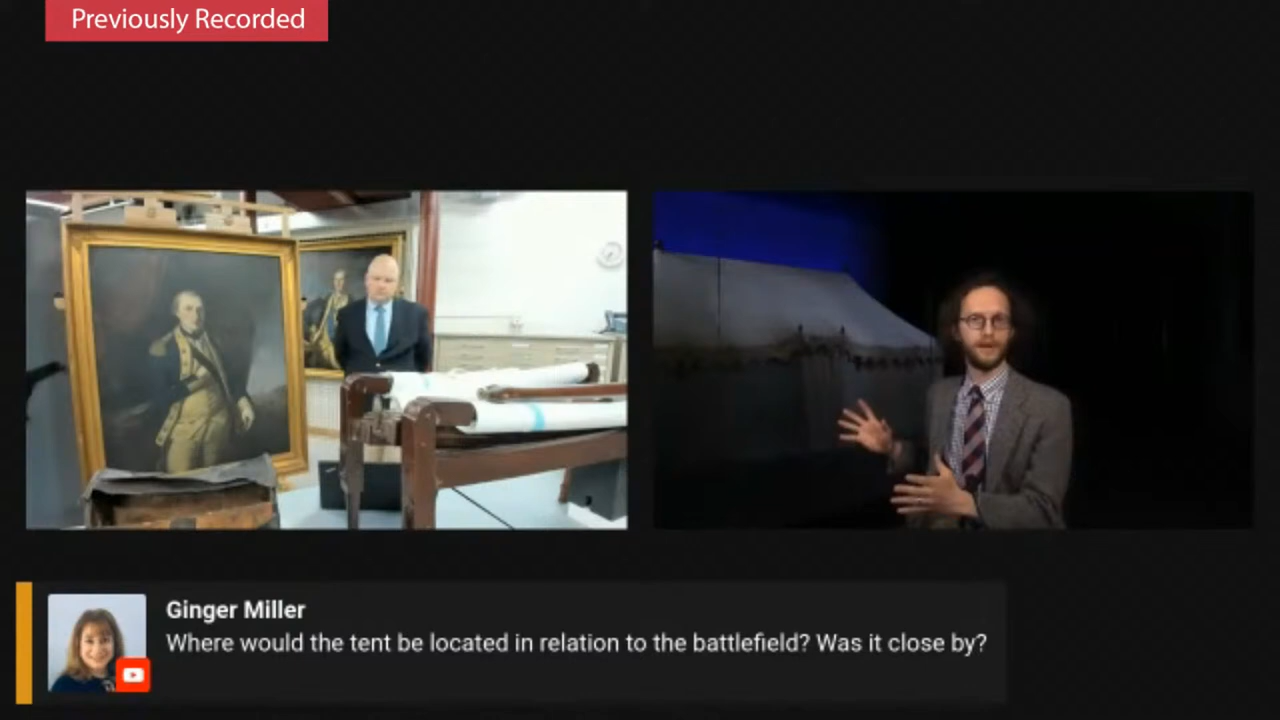 Previously Recorded
Ginger Miller
Where would the tent be located in relation to the battlefield? Was it close by?